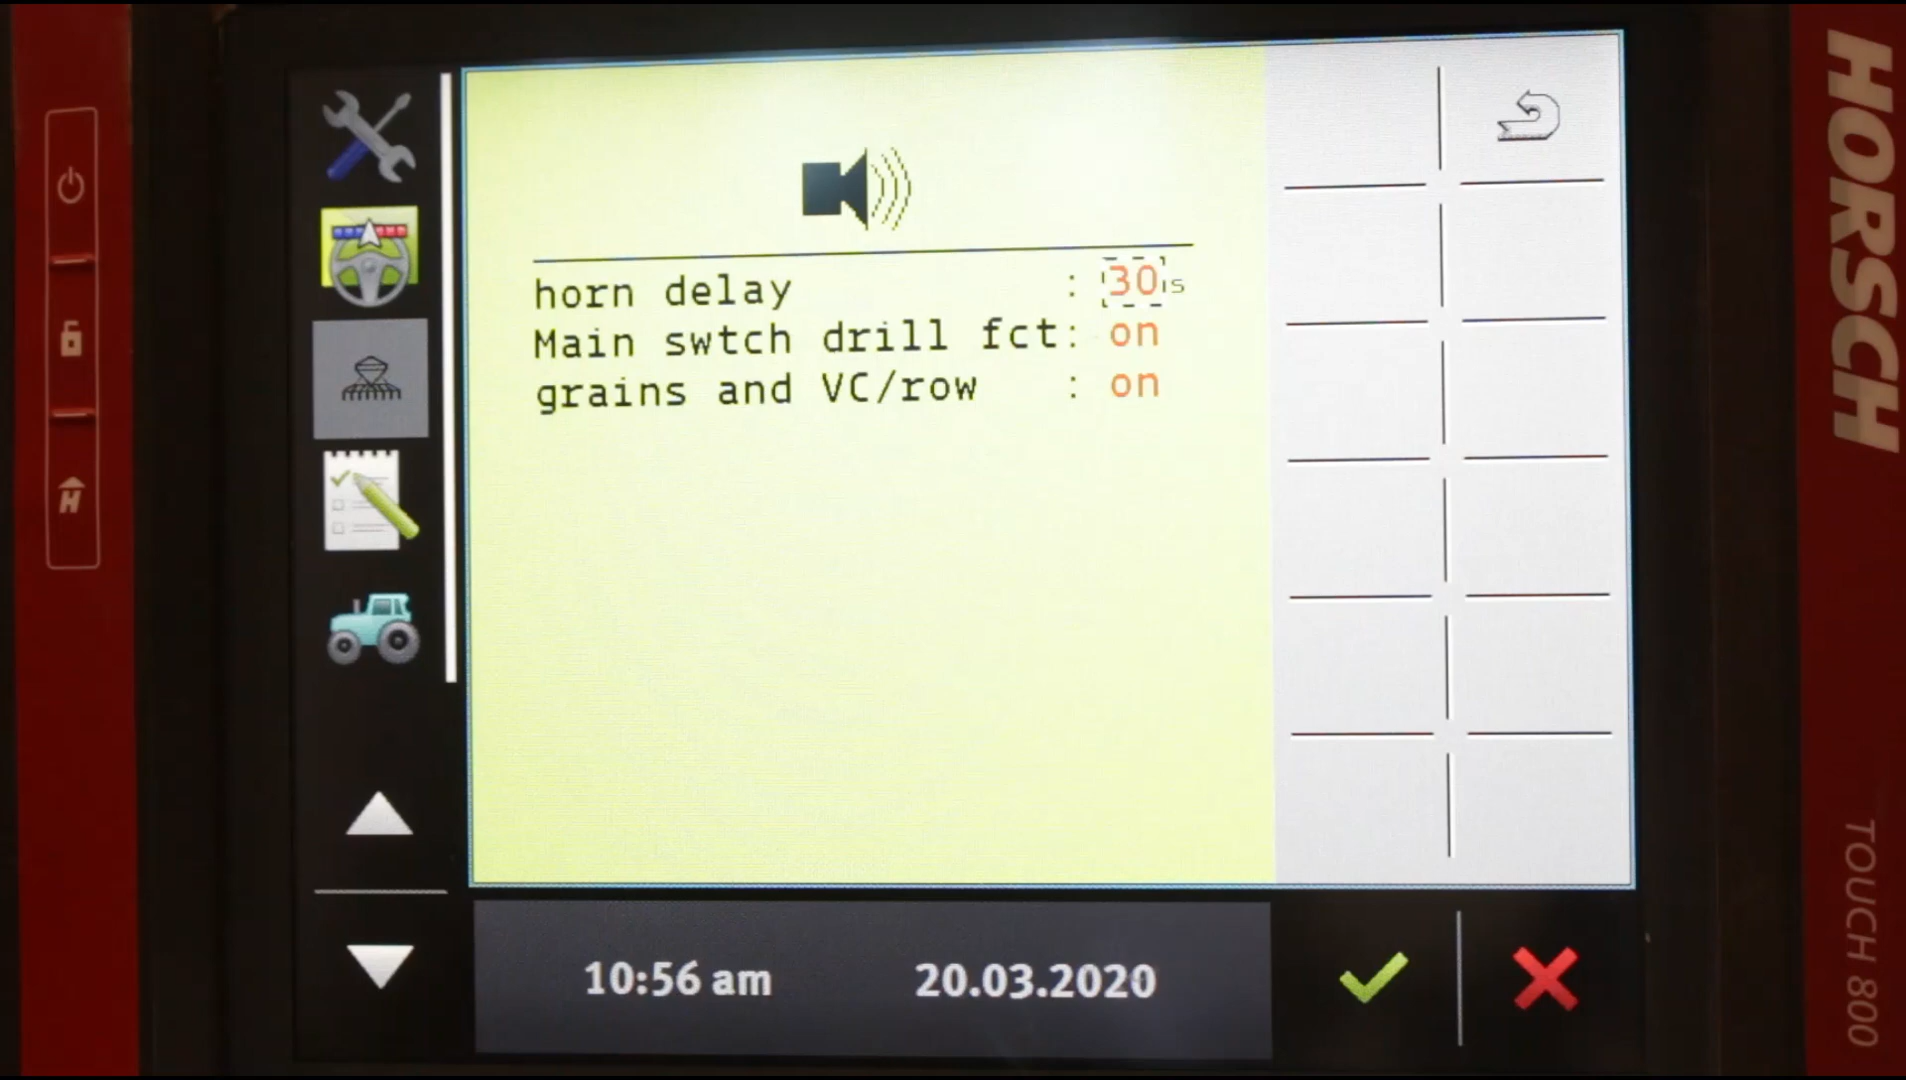 horn delay : 30 s
Main swtch drill fct: on
grains and VC/row : on
10:56 am 20.03.2020
HORSCH
TOUCH 800
H